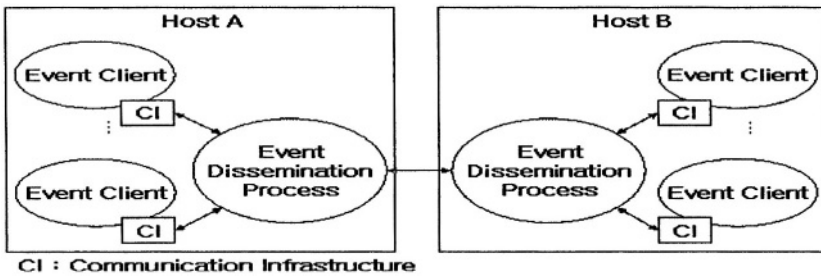 Host A
Host B
Event Client
CI
Event Client
CI
Event
Dissemination
Process
Event
Dissemination
Process
Event Client
CI
Event Client
CI
CI : Communication Infrastructure